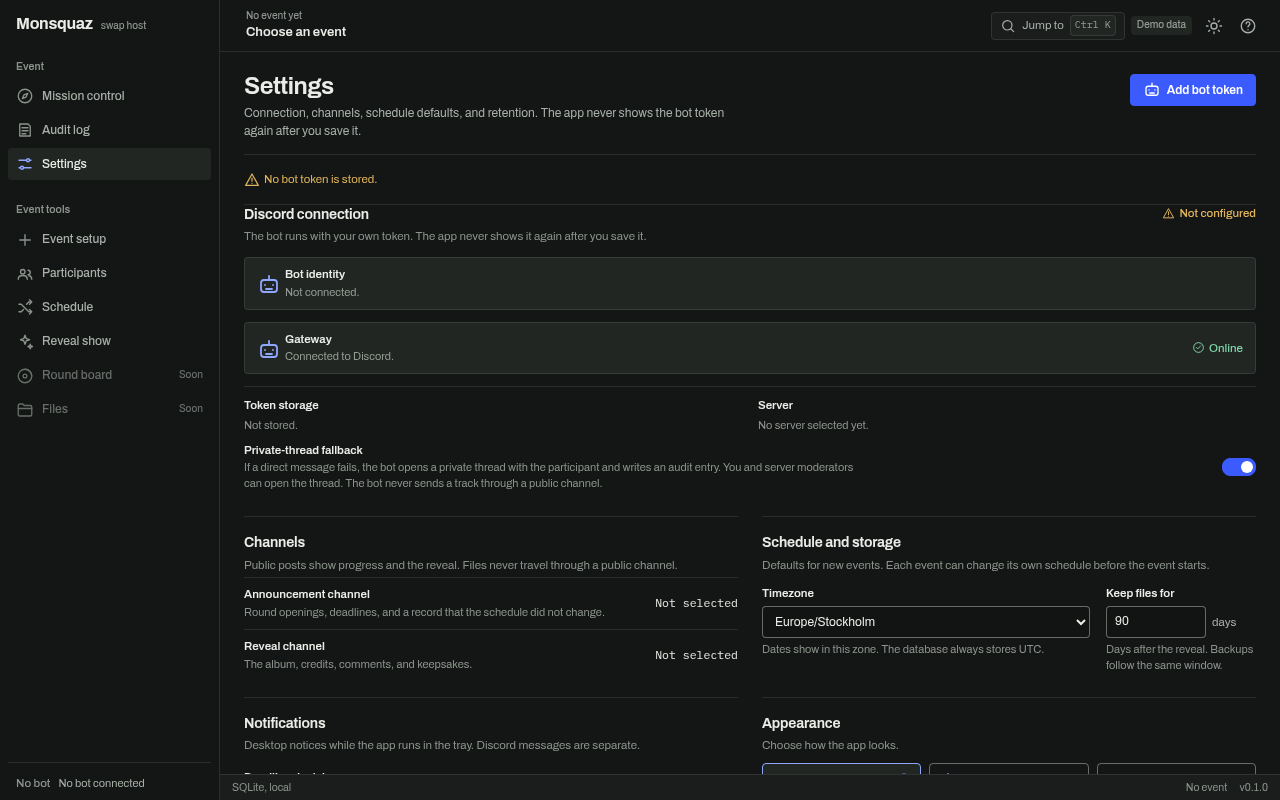 Monsquaz swap host
No event yet
Choose an event
Jump to Ctrl K
Demo data
Event
Mission control
Audit log
Settings
Event tools
Event setup
Participants
Schedule
Reveal show
Round board Soon
Files Soon
No bot No bot connected
Settings
Add bot token
Connection, channels, schedule defaults, and retention. The app never shows the bot token
again after you save it.
No bot token is stored.
Discord connection
Not configured
The bot runs with your own token. The app never shows it again after you save it.
Bot identity
Not connected.
Gateway
Connected to Discord.
Online
Token storage
Not stored.
Server
No server selected yet.
Private-thread fallback
If a direct message fails, the bot opens a private thread with the participant and writes an audit entry. You and server moderators
can open the thread. The bot never sends a track through a public channel.
Channels
Public posts show progress and the reveal. Files never travel through a public channel.
Announcement channel
Round openings, deadlines, and a record that the schedule did not change.
Not selected
Reveal channel
The album, credits, comments, and keepsakes.
Not selected
Schedule and storage
Defaults for new events. Each event can change its own schedule before the event starts.
Timezone
Europe/Stockholm
Dates show in this zone. The database always stores UTC.
Keep files for
90 days
Days after the reveal. Backups
follow the same window.
Notifications
Desktop notices while the app runs in the tray. Discord messages are separate.
Appearance
Choose how the app looks.
SQLite, local
No event v0.1.0